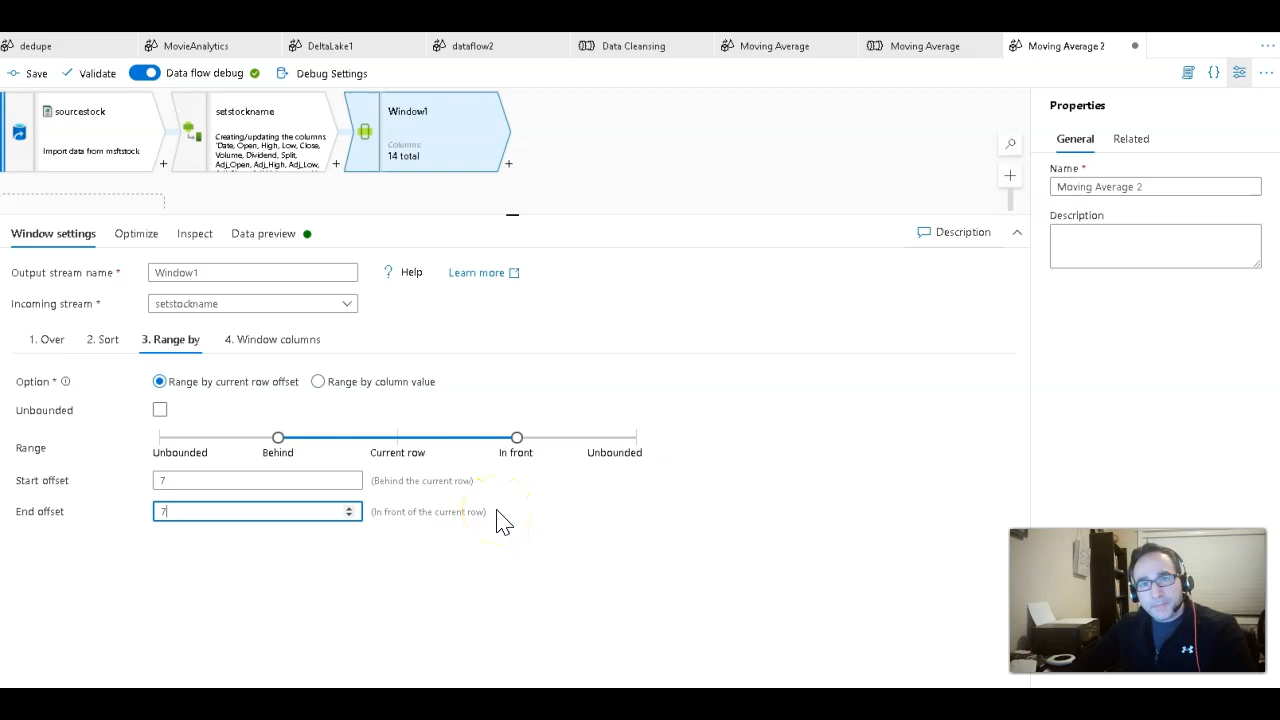 dedupe MovieAnalytics DeltaLake1 dataflow2 Data Cleansing Moving Average Moving Average Moving Average 2
Save Validate Data flow debug Debug Settings
sourcestock
Import data from msftstock
setstockname
Creating/updating the columns
'Date, Open, High, Low, Close,
Volume, Dividend, Split,
Adj_Open, Adj_High, Adj_Low,
Window1
Columns:
14 total
Properties
General Related
Name *
Moving Average 2
Description
Window settings Optimize Inspect Data preview Description
Output stream name * Window1 ? Help Learn more
Incoming stream * setstockname
1. Over 2. Sort 3. Range by 4. Window columns
Option * Range by current row offset Range by column value
Unbounded
Range
Unbounded Behind Current row In front Unbounded
Start offset 7 (Behind the current row)
End offset 7 (In front of the current row)